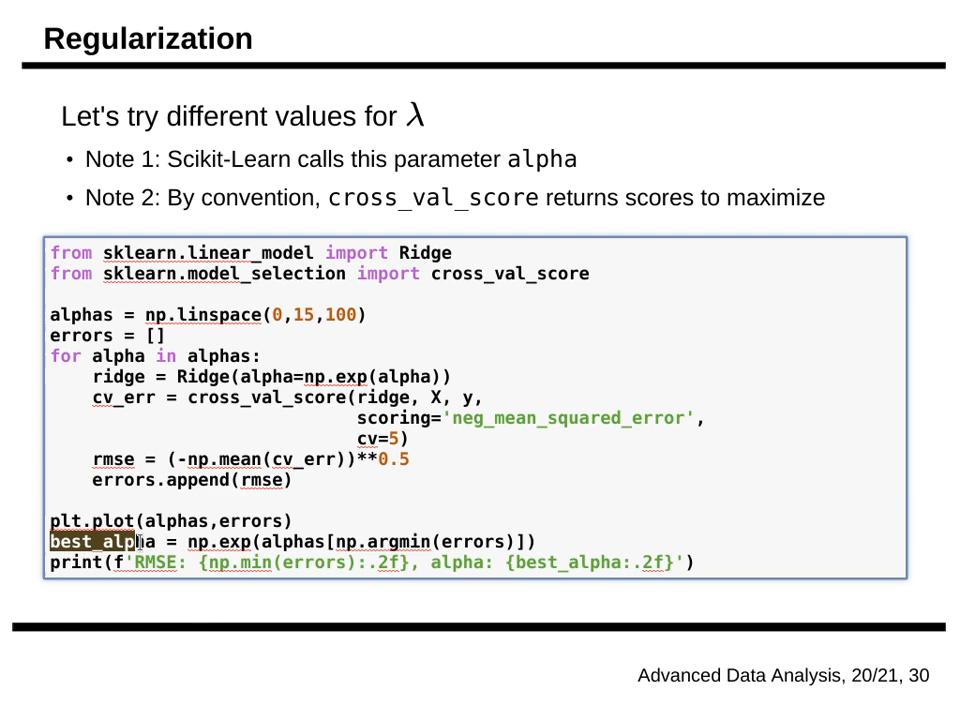 Regularization
Let's try different values for λ
• Note 1: Scikit-Learn calls this parameter alpha
• Note 2: By convention, cross_val_score returns scores to maximize
from sklearn.linear_model import Ridge
from sklearn.model_selection import cross_val_score
alphas = np.linspace(0,15,100)
errors = []
for alpha in alphas:
    ridge = Ridge(alpha=np.exp(alpha))
    cv_err = cross_val_score(ridge, X, y,
                             scoring='neg_mean_squared_error',
                             cv=5)
    rmse = (-np.mean(cv_err))**0.5
    errors.append(rmse)
plt.plot(alphas,errors)
best_alpha = np.exp(alphas[np.argmin(errors)])
print(f'RMSE: {np.min(errors):.2f}, alpha: {best_alpha:.2f}')
Advanced Data Analysis, 20/21, 30